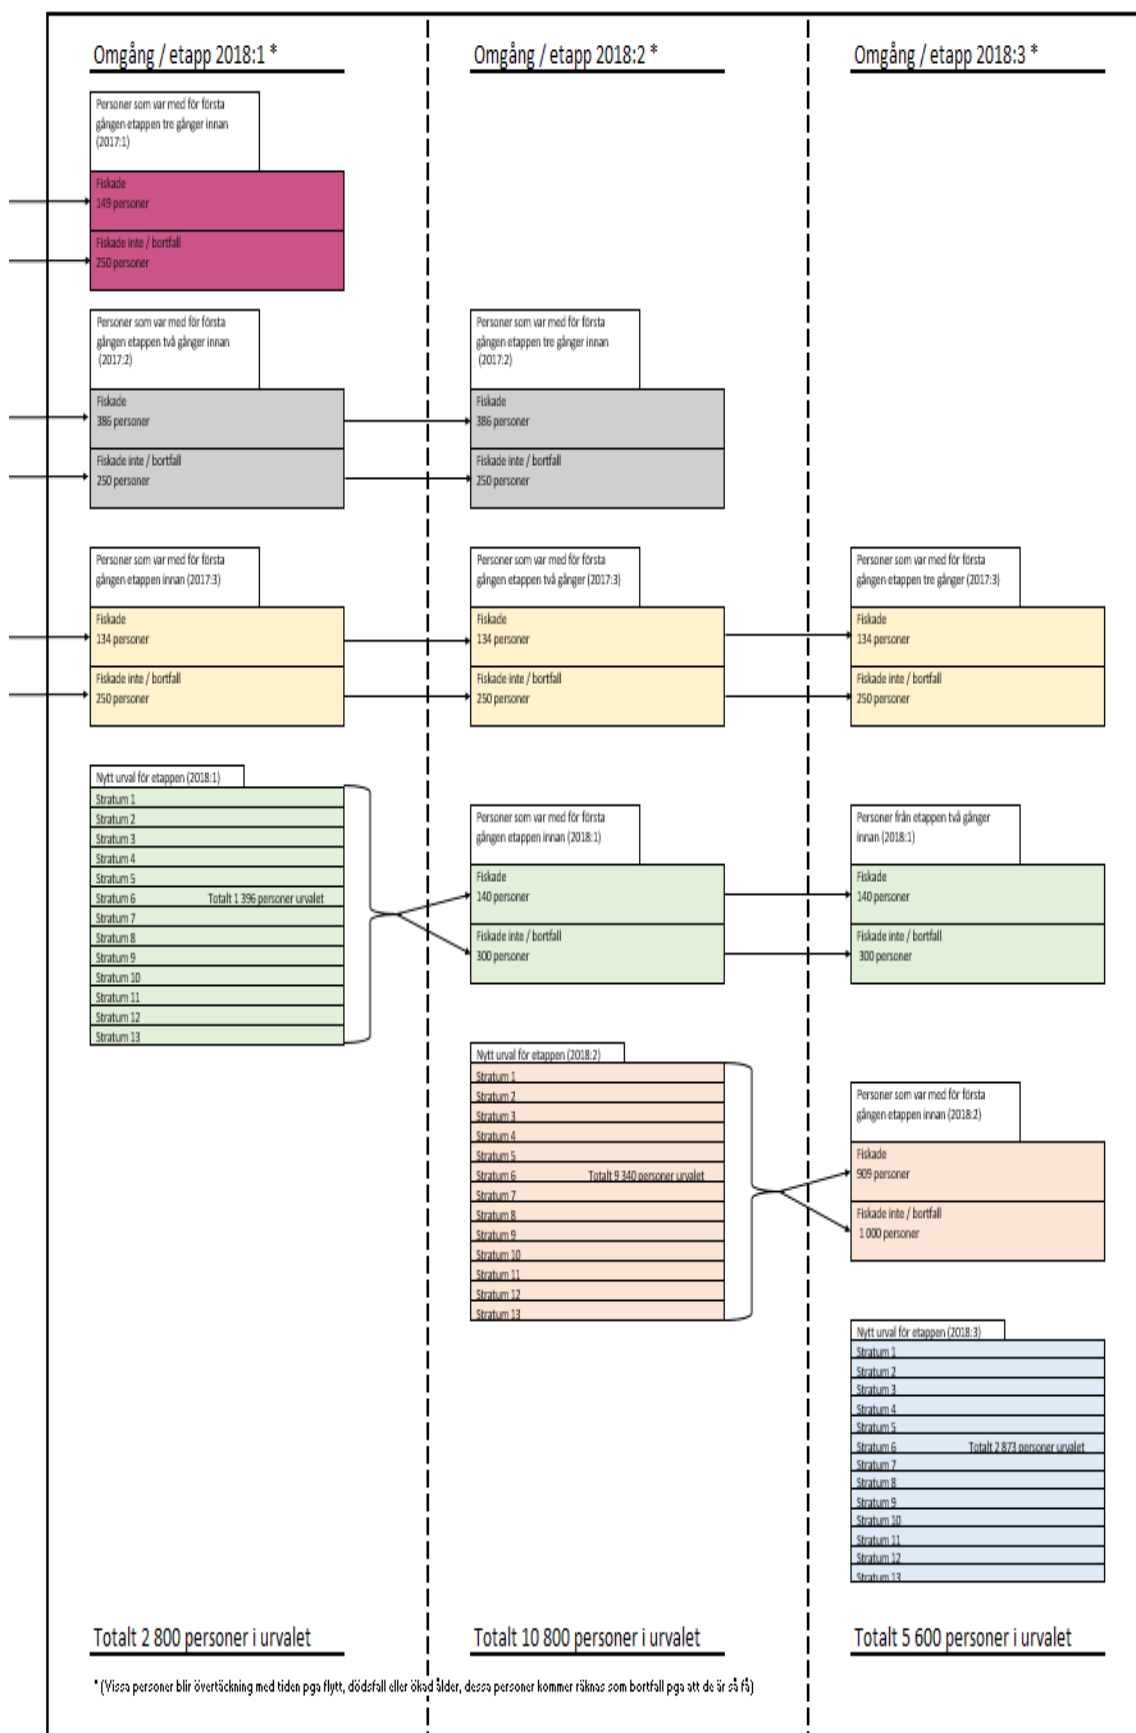 Omgång / etapp 2018:1 *
Personer som var med för första
gången etappen tre gånger innan
(2017:1)
Fiskade
149 personer
Fiskade inte / bortfall
250 personer
Personer som var med för första
gången etappen två gånger innan
(2017:2)
Fiskade
386 personer
Fiskade inte / bortfall
250 personer
Personer som var med för första
gången etappen innan (2017:3)
Fiskade
134 personer
Fiskade inte / bortfall
250 personer
Nytt urval för etappen (2018:1)
Stratum 1
Stratum 2
Stratum 3
Stratum 4
Stratum 5
Stratum 6 Totalt 1 396 personer urvalet
Stratum 7
Stratum 8
Stratum 9
Stratum 10
Stratum 11
Stratum 12
Stratum 13
Totalt 2 800 personer i urvalet
Omgång / etapp 2018:2 *
Personer som var med för första
gången etappen tre gånger innan
(2017:2)
Fiskade
386 personer
Fiskade inte / bortfall
250 personer
Personer som var med för första
gången etappen två gånger (2017:3)
Fiskade
134 personer
Fiskade inte / bortfall
250 personer
Personer som var med för första
gången etappen innan (2018:1)
Fiskade
140 personer
Fiskade inte / bortfall
300 personer
Nytt urval för etappen (2018:2)
Stratum 1
Stratum 2
Stratum 3
Stratum 4
Stratum 5
Stratum 6 Totalt 9 340 personer urvalet
Stratum 7
Stratum 8
Stratum 9
Stratum 10
Stratum 11
Stratum 12
Stratum 13
Totalt 10 800 personer i urvalet
Omgång / etapp 2018:3 *
Personer som var med för första
gången etappen tre gånger (2017:3)
Fiskade
134 personer
Fiskade inte / bortfall
250 personer
Personer från etappen två gånger
innan (2018:1)
Fiskade
140 personer
Fiskade inte / bortfall
300 personer
Personer som var med för första
gången etappen innan (2018:2)
Fiskade
909 personer
Fiskade inte / bortfall
1 000 personer
Nytt urval för etappen (2018:3)
Stratum 1
Stratum 2
Stratum 3
Stratum 4
Stratum 5
Stratum 6 Totalt 2 873 personer urvalet
Stratum 7
Stratum 8
Stratum 9
Stratum 10
Stratum 11
Stratum 12
Stratum 13
Totalt 5 600 personer i urvalet
* (Vissa personer blir övertäckning med tiden pga flytt, dödsfall eller ökad ålder, dessa personer kommer räknas som bortfall pga att de är så få)